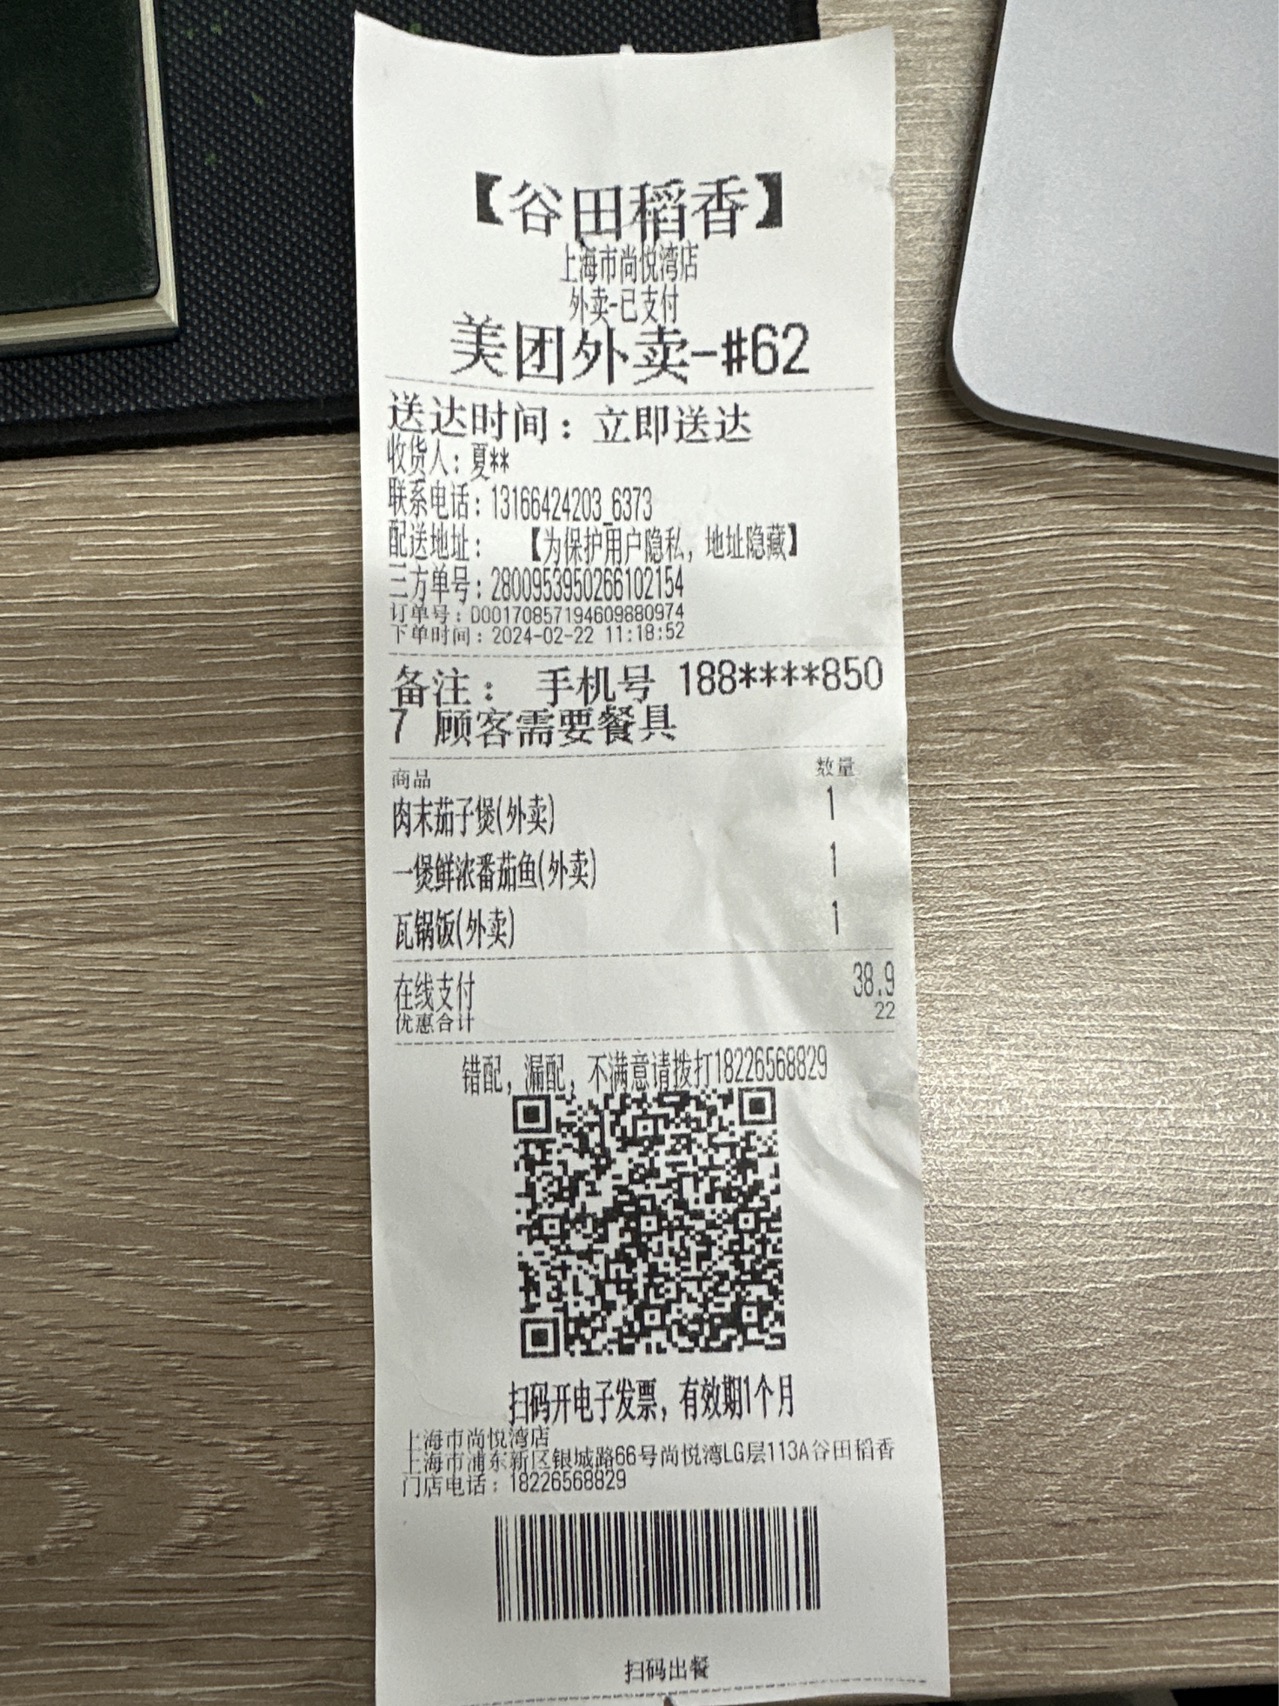 【谷田稻香】
上海市尚悦湾店
外卖-已支付
美团外卖-#62
送达时间：立即送达
收货人：夏**
联系电话：13166424203_6373
配送地址： 【为保护用户隐私，地址隐藏】
三方单号：2800953950266102154
订单号：D001708571946098809​74
下单时间：2024-02-22 11:18:52
备注： 手机号 188****850
7 顾客需要餐具
商品 数量
肉末茄子煲(外卖) 1
一煲鲜浓番茄鱼(外卖) 1
瓦锅饭(外卖) 1
在线支付 38.9
优惠合计 22
错配，漏配，不满意请拨打18226568829
扫码开电子发票，有效期1个月
上海市尚悦湾店
上海市浦东新区银城路66号尚悦湾LG层113A谷田稻香
门店电话：18226568829
扫码出餐